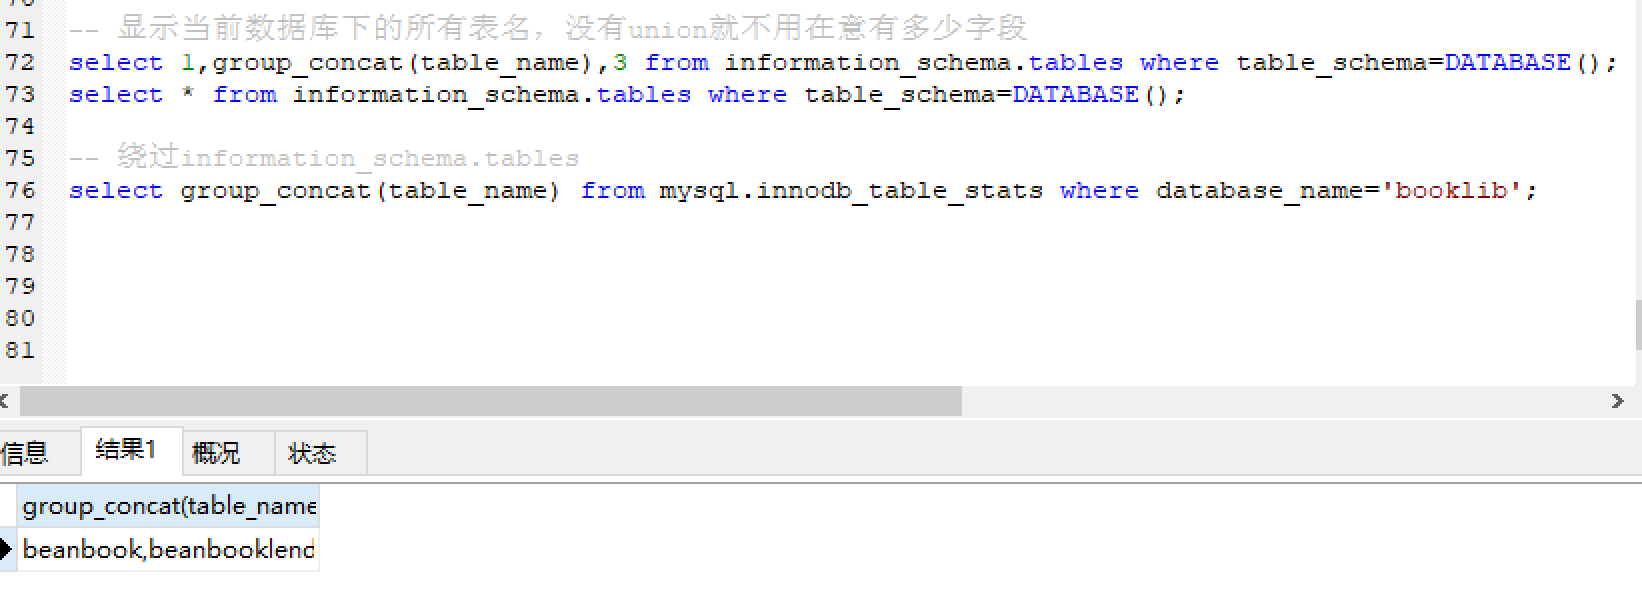 71 -- 显示当前数据库下的所有表名，没有union就不用在意有多少字段
72 select 1,group_concat(table_name),3 from information_schema.tables where table_schema=DATABASE();
73 select * from information_schema.tables where table_schema=DATABASE();
74
75 -- 绕过information_schema.tables
76 select group_concat(table_name) from mysql.innodb_table_stats where database_name='booklib';
77
78
79
80
81
信息 结果1 概况 状态
group_concat(table_name
beanbook,beanbooklend